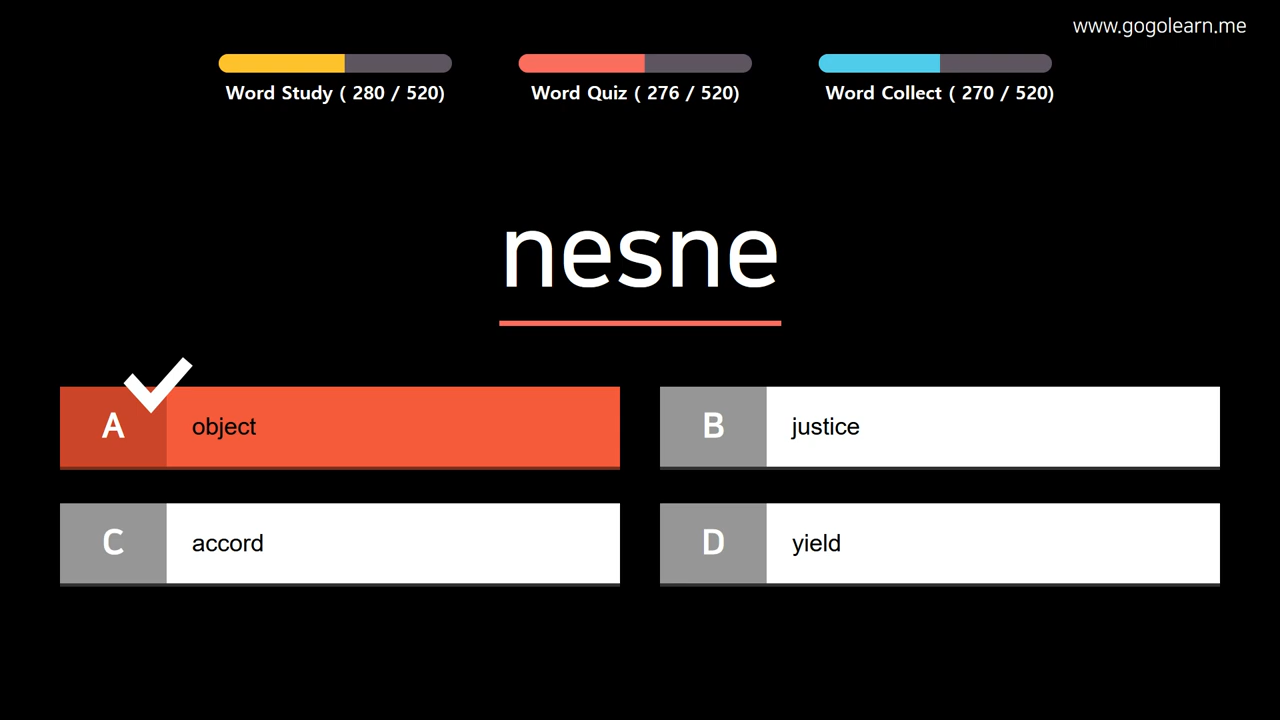 www.gogolearn.me
Word Study ( 280 / 520)
Word Quiz ( 276 / 520)
Word Collect ( 270 / 520)
nesne
A object
B justice
C accord
D yield